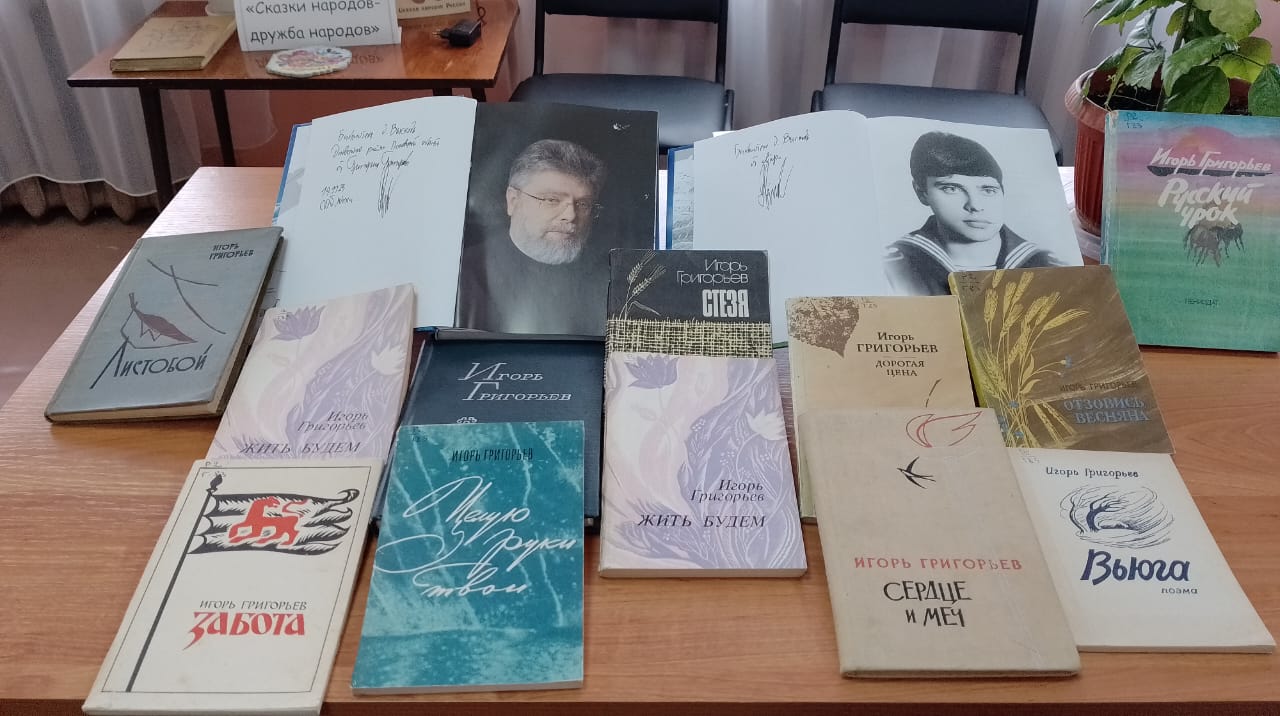 «Сказки народов-
дружба народов»
Игорь Григорьев
Русский
урок
Лениздат
ИГОРЬ
ГРИГОРЬЕВ
ЛИСТОБОЙ
Игорь
Григорьев
ЖИТЬ БУДЕМ
Игорь
Григорьев
Игорь
Григорьев
СТЕЗЯ
Игорь
Григорьев
ЖИТЬ БУДЕМ
Игорь
ГРИГОРЬЕВ
ДОРОГАЯ
ЦЕНА
ИГОРЬ ГРИГОРЬЕВ
ОТЗОВИСЬ
ВЕСНЯНА
ИГОРЬ ГРИГОРЬЕВ
ЗАБОТА
ИГОРЬ ГРИГОРЬЕВ
Целую
руки
твои
ИГОРЬ ГРИГОРЬЕВ
СЕРДЦЕ
и МЕЧ
Игорь Григорьев
Вьюга
поэма